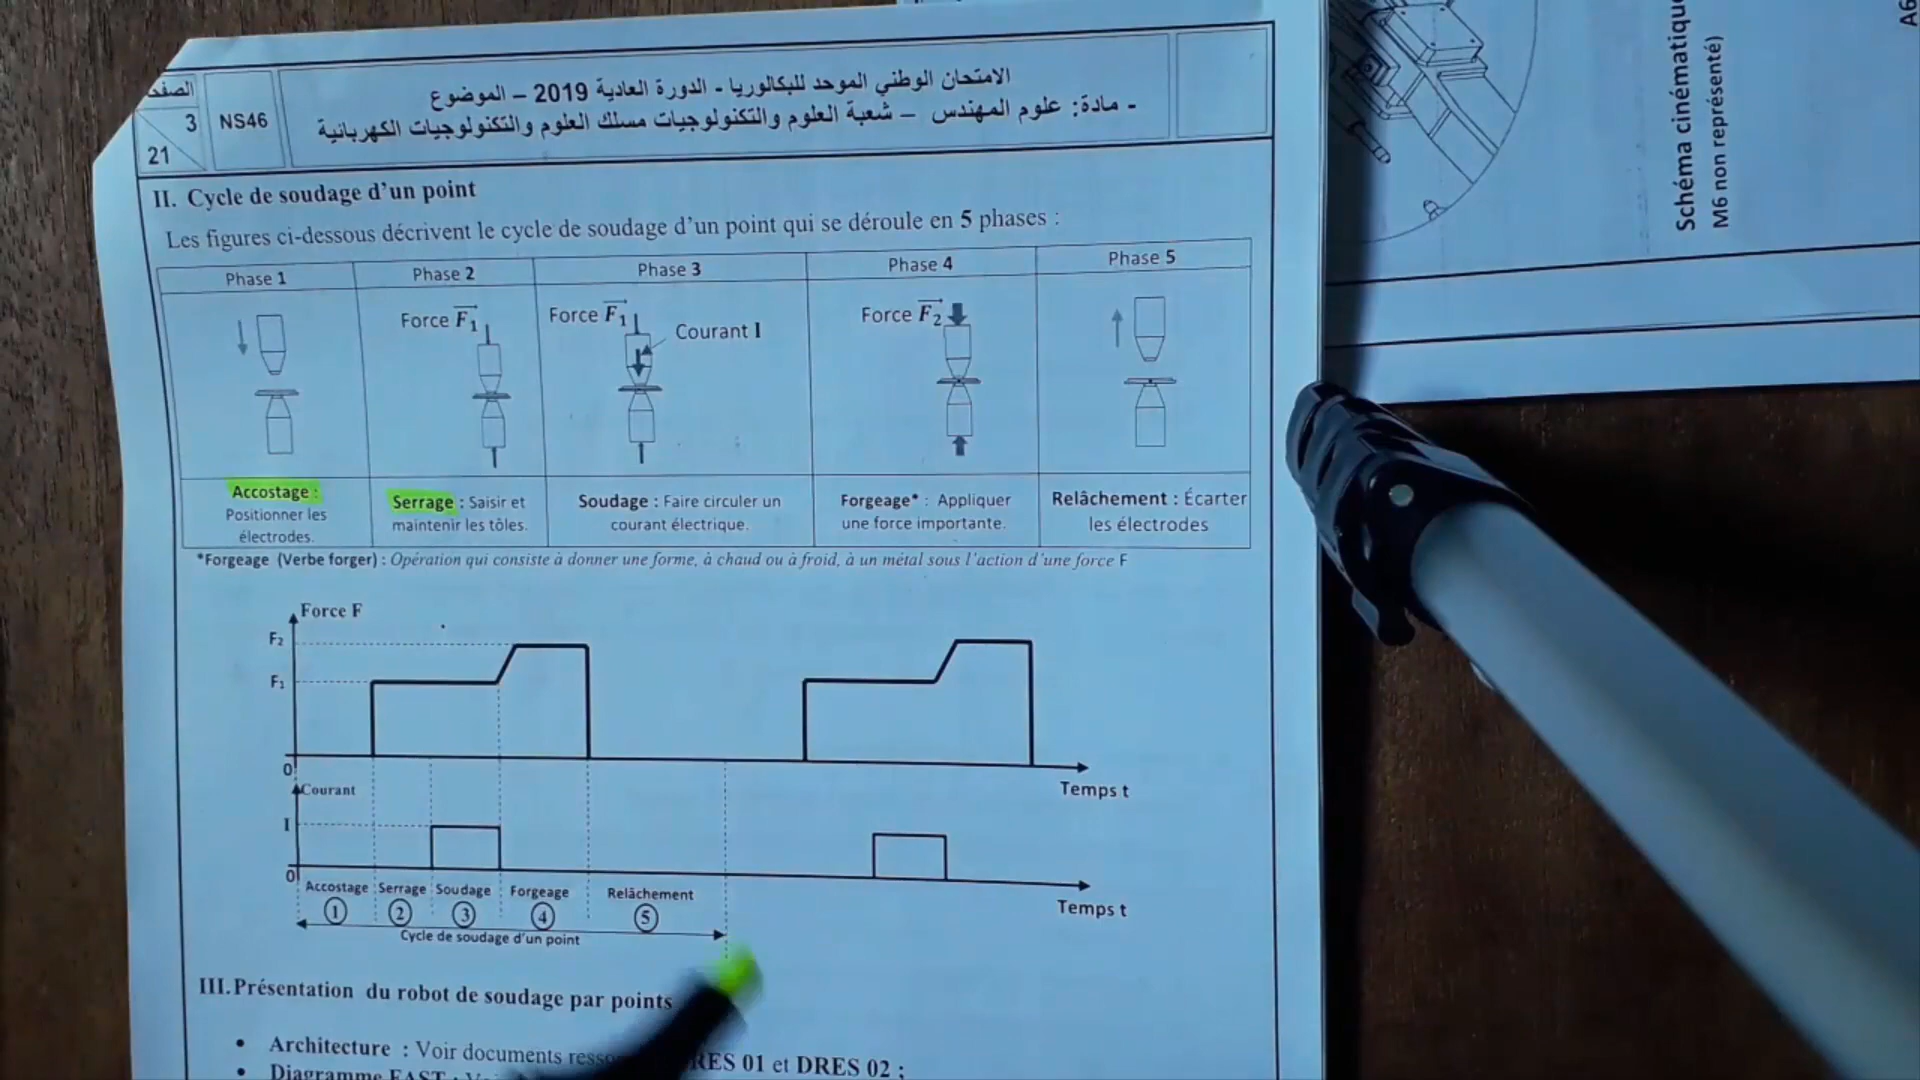 الامتحان الوطني الموحد للبكالوريا - الدورة العادية 2019 – الموضوع
- مادة: علوم المهندس – شعبة العلوم والتكنولوجيات مسلك العلوم والتكنولوجيات الكهربائية
NS46
3
21
II. Cycle de soudage d'un point
Les figures ci-dessous décrivent le cycle de soudage d'un point qui se déroule en 5 phases :
Phase 1 Phase 2 Phase 3 Phase 4 Phase 5
Force F₁ Force F₁ Courant I Force F₂
Accostage :
Positionner les
électrodes.
Serrage : Saisir et
maintenir les tôles.
Soudage : Faire circuler un
courant électrique.
Forgeage* : Appliquer
une force importante.
Relâchement : Écarter
les électrodes
*Forgeage (Verbe forger) : Opération qui consiste à donner une forme, à chaud ou à froid, à un métal sous l'action d'une force F
Force F
F₂
F₁
0
Temps t
Courant
I
0
Temps t
Accostage Serrage Soudage Forgeage Relâchement
1 2 3 4 5
Cycle de soudage d'un point
III. Présentation du robot de soudage par points
• Architecture : Voir documents RES 01 et DRES 02 ;
• Diagramme FAST :
Schéma cinématique
M6 non représenté)
A6